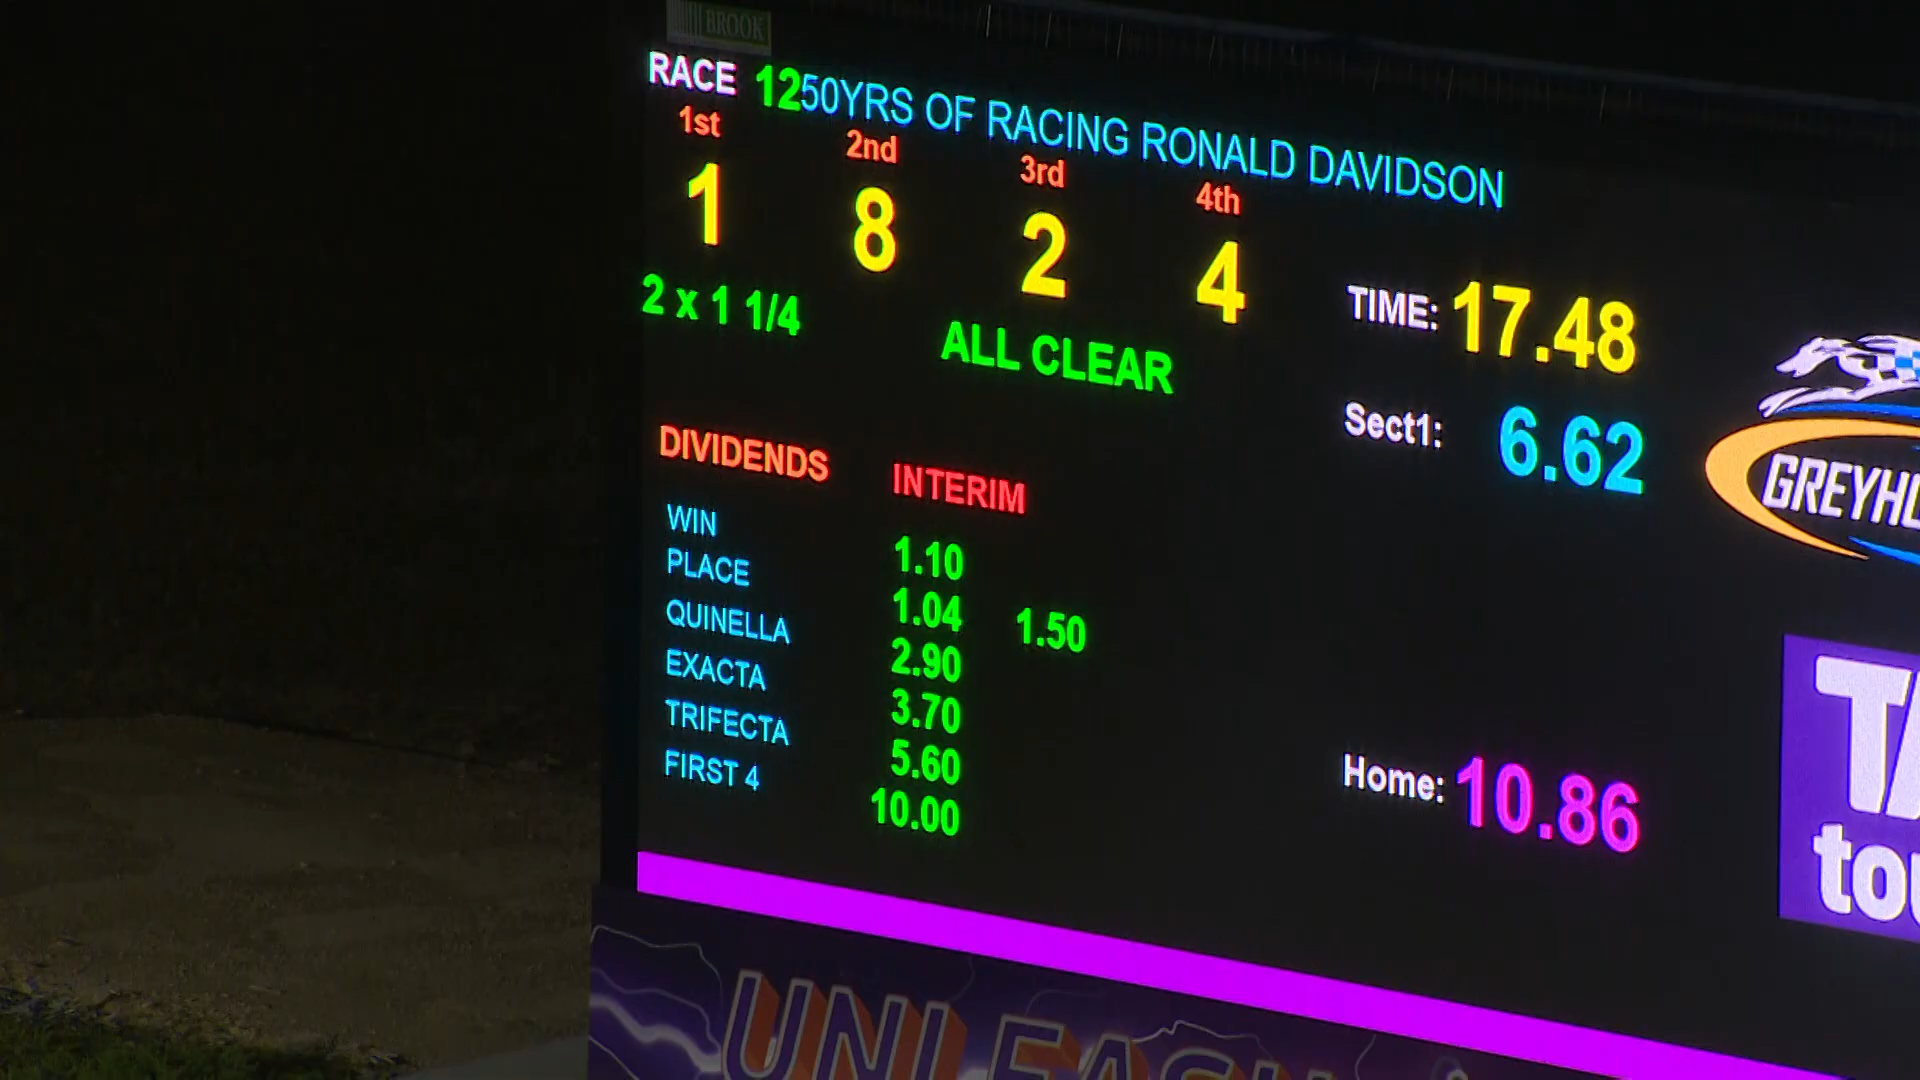 BROOK
RACE 12 50YRS OF RACING RONALD DAVIDSON
1st 2nd 3rd 4th
1 8 2 4
2 x 1 1/4
ALL CLEAR
TIME: 17.48
Sect1: 6.62
DIVIDENDS INTERIM
WIN 1.10
PLACE 1.04 1.50
QUINELLA 2.90
EXACTA 3.70
TRIFECTA 5.60
FIRST 4 10.00
Home: 10.86
GREYHO
TA
tou
UNLEASH